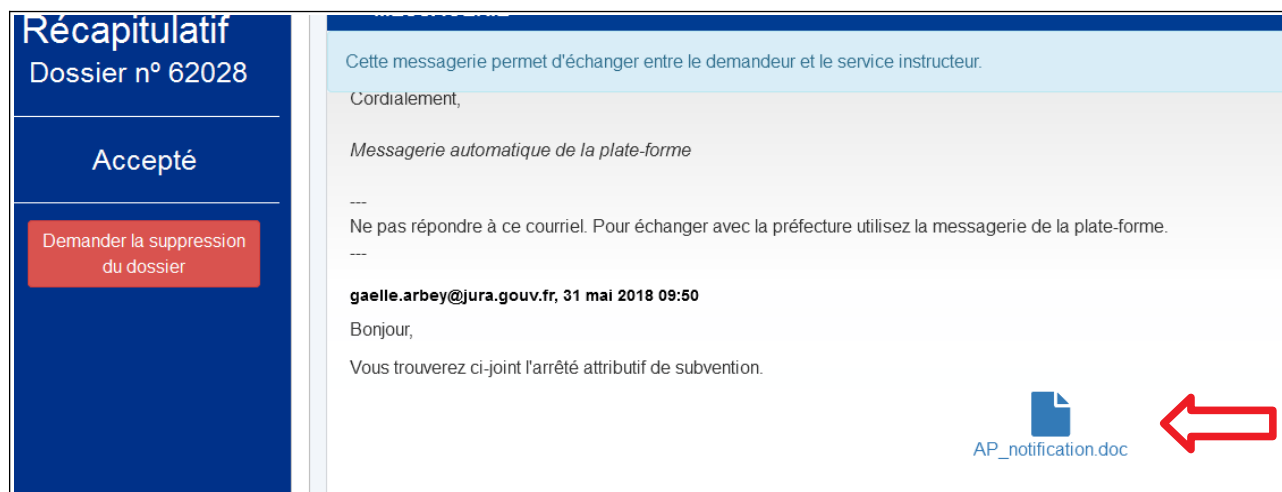 Récapitulatif
Dossier nº 62028
Accepté
Demander la suppression
du dossier
MESSAGERIE
Cette messagerie permet d'échanger entre le demandeur et le service instructeur.
Cordialement,
Messagerie automatique de la plate-forme
---
Ne pas répondre à ce courriel. Pour échanger avec la préfecture utilisez la messagerie de la plate-forme.
---
gaelle.arbey@jura.gouv.fr, 31 mai 2018 09:50
Bonjour,
Vous trouverez ci-joint l'arrêté attributif de subvention.
AP_notification.doc